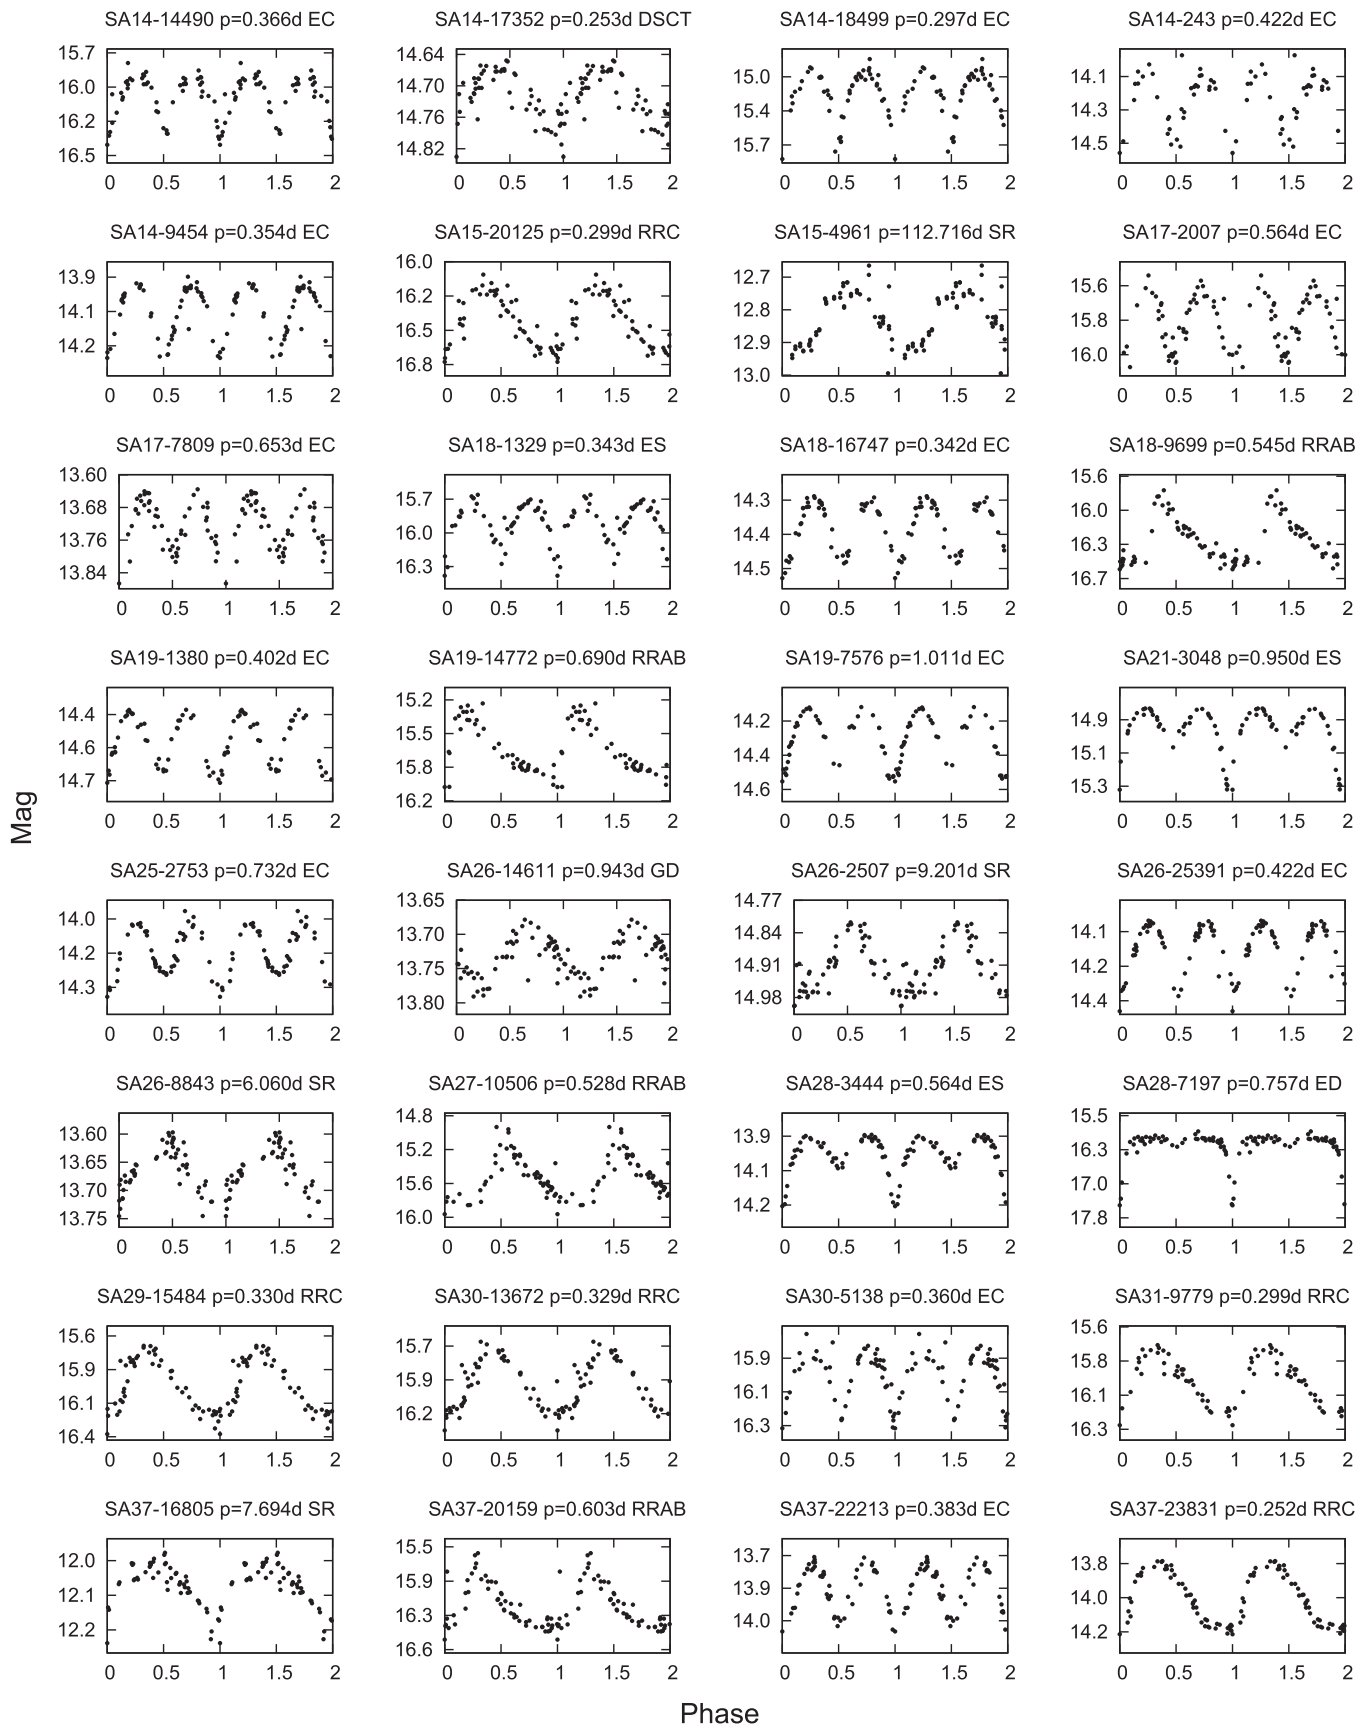 SA14-14490 p=0.366d EC
SA14-17352 p=0.253d DSCT
SA14-18499 p=0.297d EC
SA14-243 p=0.422d EC
15.7
16.0
16.2
16.5
0 0.5 1 1.5 2
14.64
14.70
14.76
14.82
0 0.5 1 1.5 2
15.0
15.4
15.7
0 0.5 1 1.5 2
14.1
14.3
14.5
0 0.5 1 1.5 2
SA14-9454 p=0.354d EC
SA15-20125 p=0.299d RRC
SA15-4961 p=112.716d SR
SA17-2007 p=0.564d EC
13.9
14.1
14.2
0 0.5 1 1.5 2
16.0
16.2
16.5
16.8
0 0.5 1 1.5 2
12.7
12.8
12.9
13.0
0 0.5 1 1.5 2
15.6
15.8
16.0
0 0.5 1 1.5 2
SA17-7809 p=0.653d EC
SA18-1329 p=0.343d ES
SA18-16747 p=0.342d EC
SA18-9699 p=0.545d RRAB
13.60
13.68
13.76
13.84
0 0.5 1 1.5 2
15.7
16.0
16.3
0 0.5 1 1.5 2
14.3
14.4
14.5
0 0.5 1 1.5 2
15.6
16.0
16.3
16.7
0 0.5 1 1.5 2
SA19-1380 p=0.402d EC
SA19-14772 p=0.690d RRAB
SA19-7576 p=1.011d EC
SA21-3048 p=0.950d ES
14.4
14.6
14.7
0 0.5 1 1.5 2
15.2
15.5
15.8
16.2
0 0.5 1 1.5 2
14.2
14.4
14.6
0 0.5 1 1.5 2
14.9
15.1
15.3
0 0.5 1 1.5 2
Mag
SA25-2753 p=0.732d EC
SA26-14611 p=0.943d GD
SA26-2507 p=9.201d SR
SA26-25391 p=0.422d EC
14.0
14.2
14.3
0 0.5 1 1.5 2
13.65
13.70
13.75
13.80
0 0.5 1 1.5 2
14.77
14.84
14.91
14.98
0 0.5 1 1.5 2
14.1
14.2
14.4
0 0.5 1 1.5 2
SA26-8843 p=6.060d SR
SA27-10506 p=0.528d RRAB
SA28-3444 p=0.564d ES
SA28-7197 p=0.757d ED
13.60
13.65
13.70
13.75
0 0.5 1 1.5 2
14.8
15.2
15.6
16.0
0 0.5 1 1.5 2
13.9
14.1
14.2
0 0.5 1 1.5 2
15.5
16.3
17.0
17.8
0 0.5 1 1.5 2
SA29-15484 p=0.330d RRC
SA30-13672 p=0.329d RRC
SA30-5138 p=0.360d EC
SA31-9779 p=0.299d RRC
15.6
15.9
16.1
16.4
0 0.5 1 1.5 2
15.7
15.9
16.2
0 0.5 1 1.5 2
15.9
16.1
16.3
0 0.5 1 1.5 2
15.6
15.8
16.1
16.3
0 0.5 1 1.5 2
SA37-16805 p=7.694d SR
SA37-20159 p=0.603d RRAB
SA37-22213 p=0.383d EC
SA37-23831 p=0.252d RRC
12.0
12.1
12.2
0 0.5 1 1.5 2
15.5
15.9
16.3
16.6
0 0.5 1 1.5 2
13.7
13.9
14.0
0 0.5 1 1.5 2
13.8
14.0
14.2
0 0.5 1 1.5 2
Phase